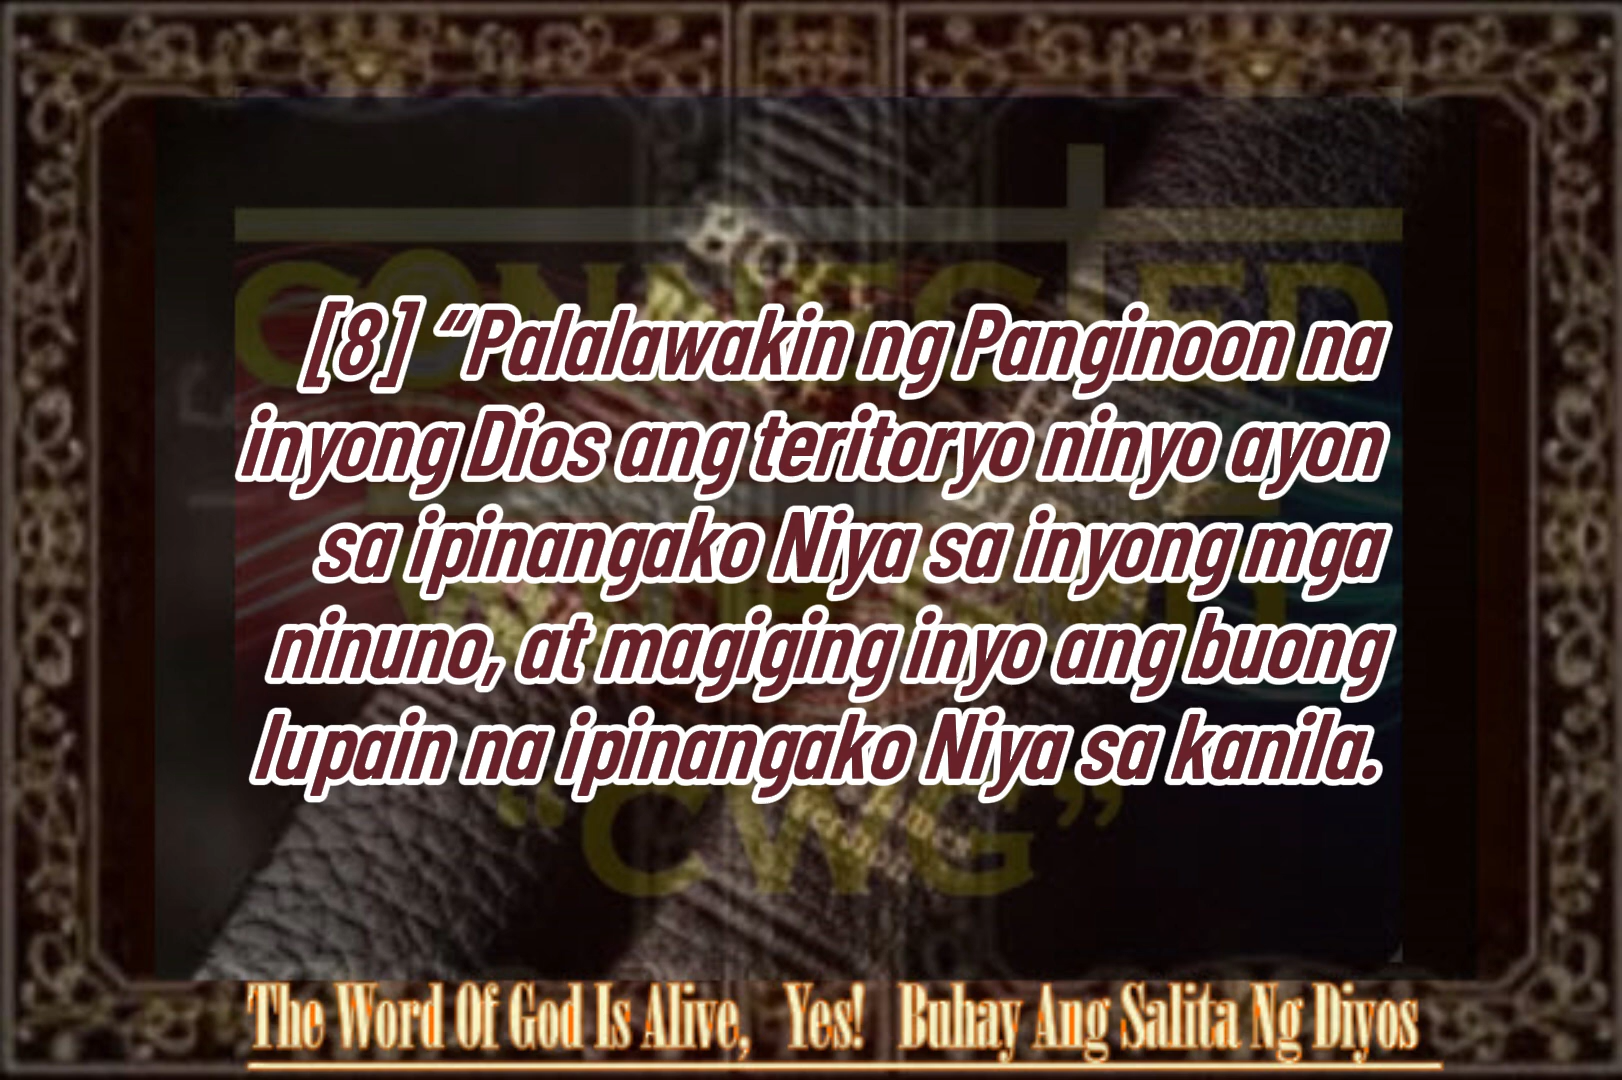 [8] “Palalawakin ng Panginoon na
inyong Dios ang teritoryo ninyo ayon
sa ipinangako Niya sa inyong mga
ninuno, at magiging inyo ang buong
lupain na ipinangako Niya sa kanila.
“CWG”
The Word Of God Is Alive, Yes! Buhay Ang Salita Ng Diyos